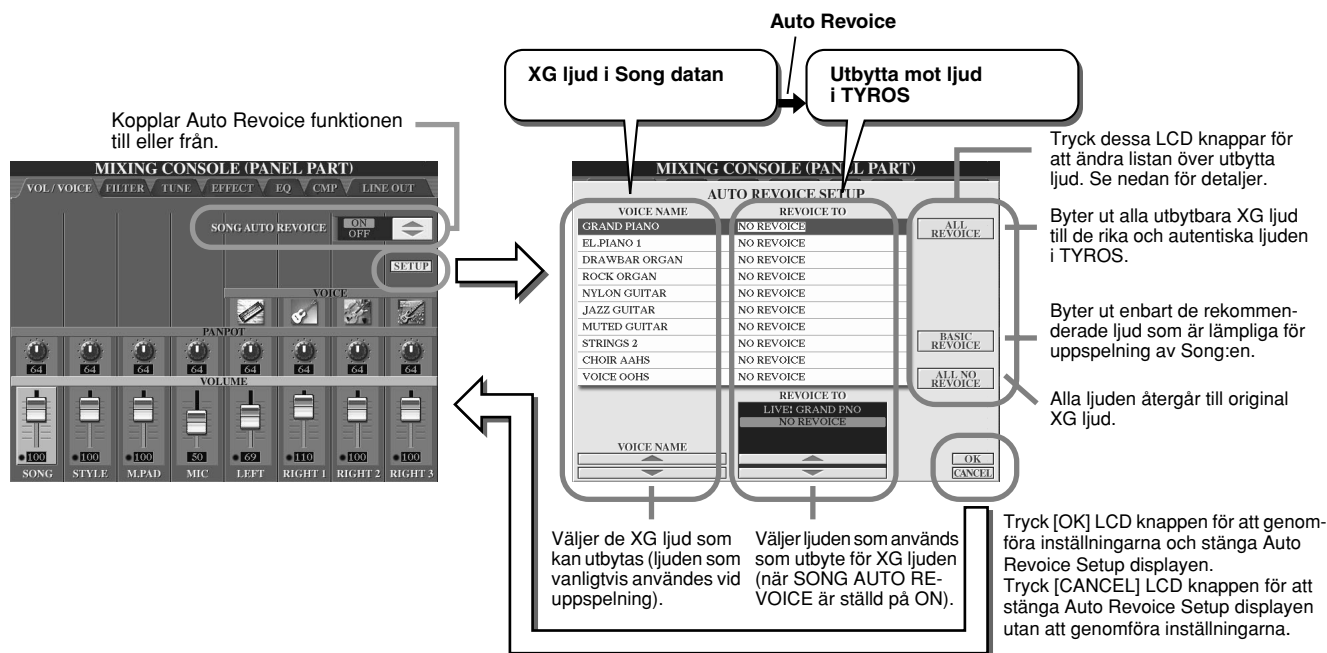 Auto Revoice
XG ljud i Song datan
Utbytta mot ljud
i TYROS
Kopplar Auto Revoice funktionen
till eller från.
MIXING CONSOLE (PANEL PART)
VOL / VOICE FILTER TUNE EFFECT EQ CMP LINE OUT
SONG AUTO REVOICE ON
OFF
SETUP
VOICE
PANPOT
64 64 64 64 64 64 64 64
VOLUME
100 100 100 50 69 110 100 100
SONG STYLE M.PAD MIC LEFT RIGHT 1 RIGHT 2 RIGHT 3
MIXING CONSOLE (PANEL PART)
AUTO REVOICE SETUP
VOICE NAME REVOICE TO
GRAND PIANO NO REVOICE
EL.PIANO 1 NO REVOICE
DRAWBAR ORGAN NO REVOICE
ROCK ORGAN NO REVOICE
NYLON GUITAR NO REVOICE
JAZZ GUITAR NO REVOICE
MUTED GUITAR NO REVOICE
STRINGS 2 NO REVOICE
CHOIR AAHS NO REVOICE
VOICE OOHS NO REVOICE
ALL
REVOICE
BASIC
REVOICE
ALL NO
REVOICE
REVOICE TO
LIVE! GRAND PNO
NO REVOICE
VOICE NAME
OK
CANCEL
Tryck dessa LCD knappar för
att ändra listan över utbytta
ljud. Se nedan för detaljer.
Byter ut alla utbytbara XG ljud
till de rika och autentiska ljuden
i TYROS.
Byter ut enbart de rekommen-
derade ljud som är lämpliga för
uppspelning av Song:en.
Alla ljuden återgår till original
XG ljud.
Väljer de XG ljud som
kan utbytas (ljuden som
vanligtvis användes vid
uppspelning).
Väljer ljuden som används
som utbyte för XG ljuden
(när SONG AUTO RE-
VOICE är ställd på ON).
Tryck [OK] LCD knappen för att genom-
föra inställningarna och stänga Auto
Revoice Setup displayen.
Tryck [CANCEL] LCD knappen för att
stänga Auto Revoice Setup displayen
utan att genomföra inställningarna.